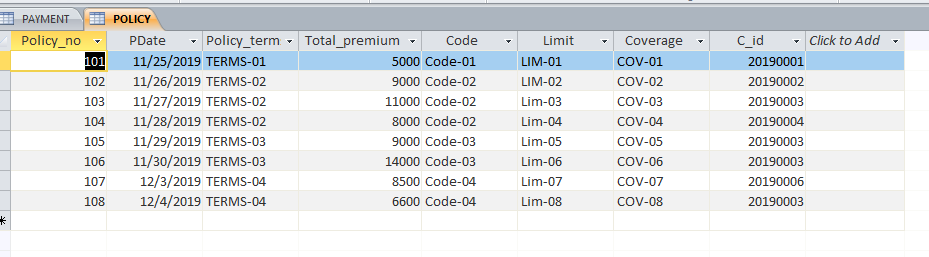 PAYMENT POLICY
Policy_no PDate Policy_term Total_premium Code Limit Coverage C_id Click to Add
101 11/25/2019 TERMS-01 5000 Code-01 LIM-01 COV-01 20190001
102 11/26/2019 TERMS-02 9000 Code-02 LIM-02 COV-02 20190002
103 11/27/2019 TERMS-02 11000 Code-02 Lim-03 COV-03 20190003
104 11/28/2019 TERMS-02 8000 Code-02 Lim-04 COV-04 20190004
105 11/29/2019 TERMS-03 9000 Code-03 Lim-05 COV-05 20190003
106 11/30/2019 TERMS-03 14000 Code-03 Lim-06 COV-06 20190003
107 12/3/2019 TERMS-04 8500 Code-04 Lim-07 COV-07 20190006
108 12/4/2019 TERMS-04 6600 Code-04 Lim-08 COV-08 20190003